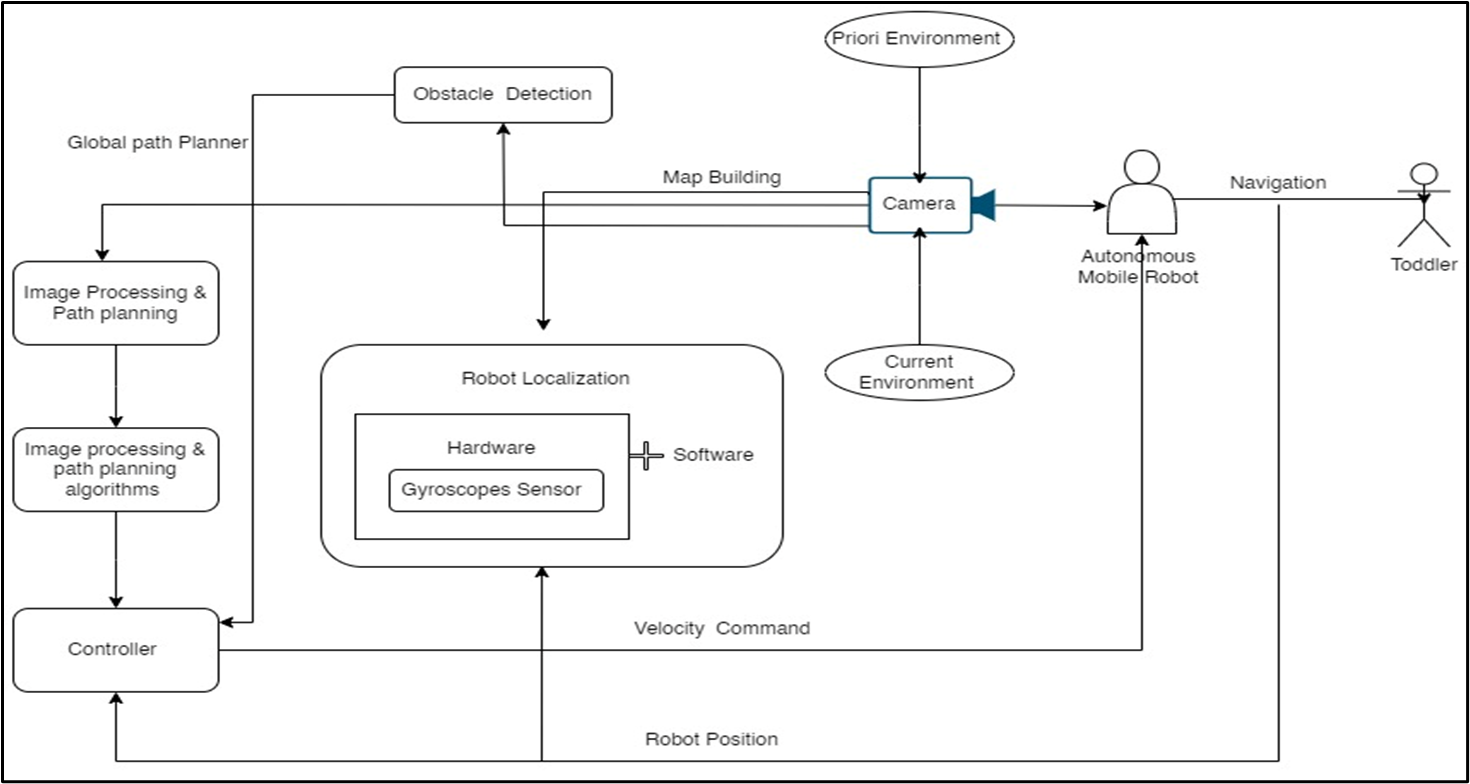 Priori Environment
Obstacle Detection
Global path Planner
Map Building
Camera
Navigation
Autonomous
Mobile Robot
Toddler
Image Processing &
Path planning
Robot Localization
Current
Environment
Hardware
Software
Gyroscopes Sensor
Image processing &
path planning
algorithms
Velocity Command
Controller
Robot Position